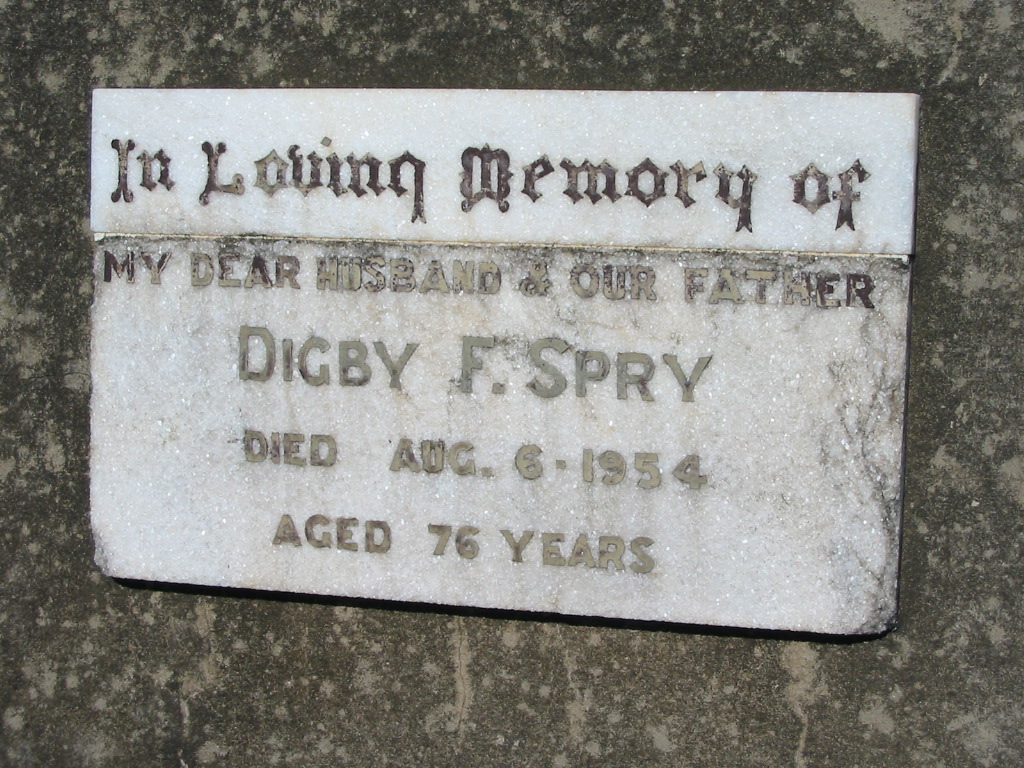 In Loving Memory of
MY DEAR HUSBAND & OUR FATHER
DIGBY F. SPRY
DIED AUG. 6. 1954
AGED 76 YEARS